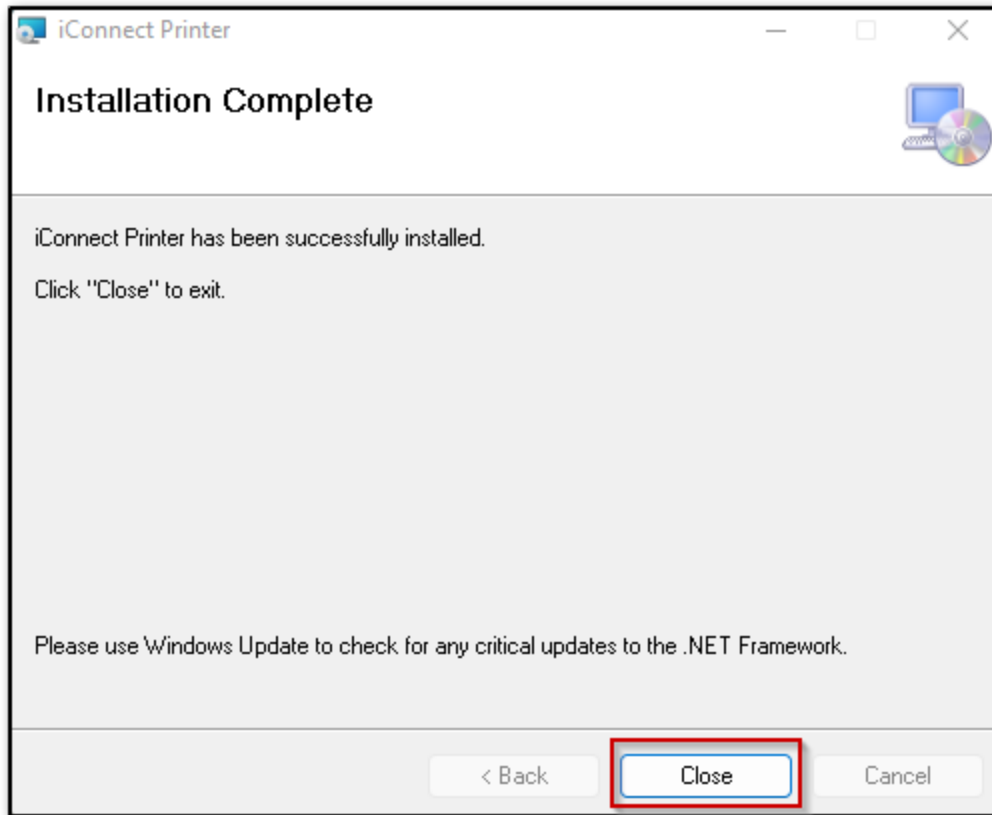 iConnect Printer
Installation Complete
iConnect Printer has been successfully installed.
Click "Close" to exit.
Please use Windows Update to check for any critical updates to the .NET Framework.
< Back
Close
Cancel